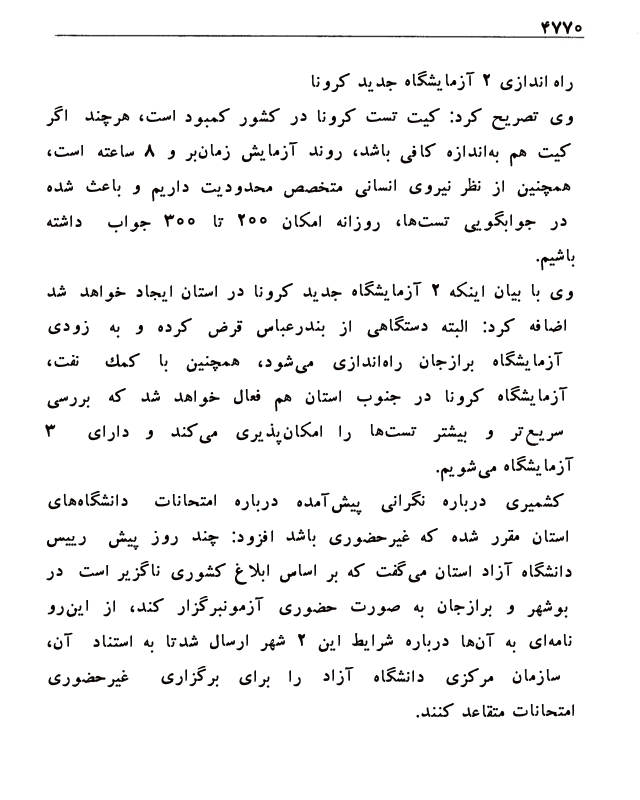 ۴۷۷۰
راه اندازی ۲ آزمایشگاه جدید کرونا
وی تصریح کرد: کیت تست کرونا در کشور کمبود است، هرچند اگر
کیت هم به‌اندازه کافی باشد، روند آزمایش زمان‌بر و ۸ ساعته است،
همچنین از نظر نیروی انسانی متخصص محدودیت داریم و باعث شده
در جوابگویی تست‌ها، روزانه امکان ۲۰۰ تا ۳۰۰ جواب داشته
باشیم.
وی با بیان اینکه ۲ آزمایشگاه جدید کرونا در استان ایجاد خواهد شد
اضافه کرد: البته دستگاهی از بندرعباس قرض کرده و به زودی
آزمایشگاه برازجان راه‌اندازی می‌شود، همچنین با کمك نفت،
آزمایشگاه کرونا در جنوب استان هم فعال خواهد شد که بررسی
سریع‌تر و بیشتر تست‌ها را امکان‌پذیری می‌کند و دارای ۳
آزمایشگاه می‌شویم.
کشمیری درباره نگرانی پیش‌آمده درباره امتحانات دانشگاه‌های
استان مقرر شده که غیرحضوری باشد افزود: چند روز پیش رییس
دانشگاه آزاد استان می‌گفت که بر اساس ابلاغ کشوری ناگزیر است در
بوشهر و برازجان به صورت حضوری آزمونبرگزار کند، از این‌رو
نامه‌ای به آن‌ها درباره شرایط این ۲ شهر ارسال شدتا به استناد آن،
سازمان مرکزی دانشگاه آزاد را برای برگزاری غیرحضوری
امتحانات متقاعد کنند.